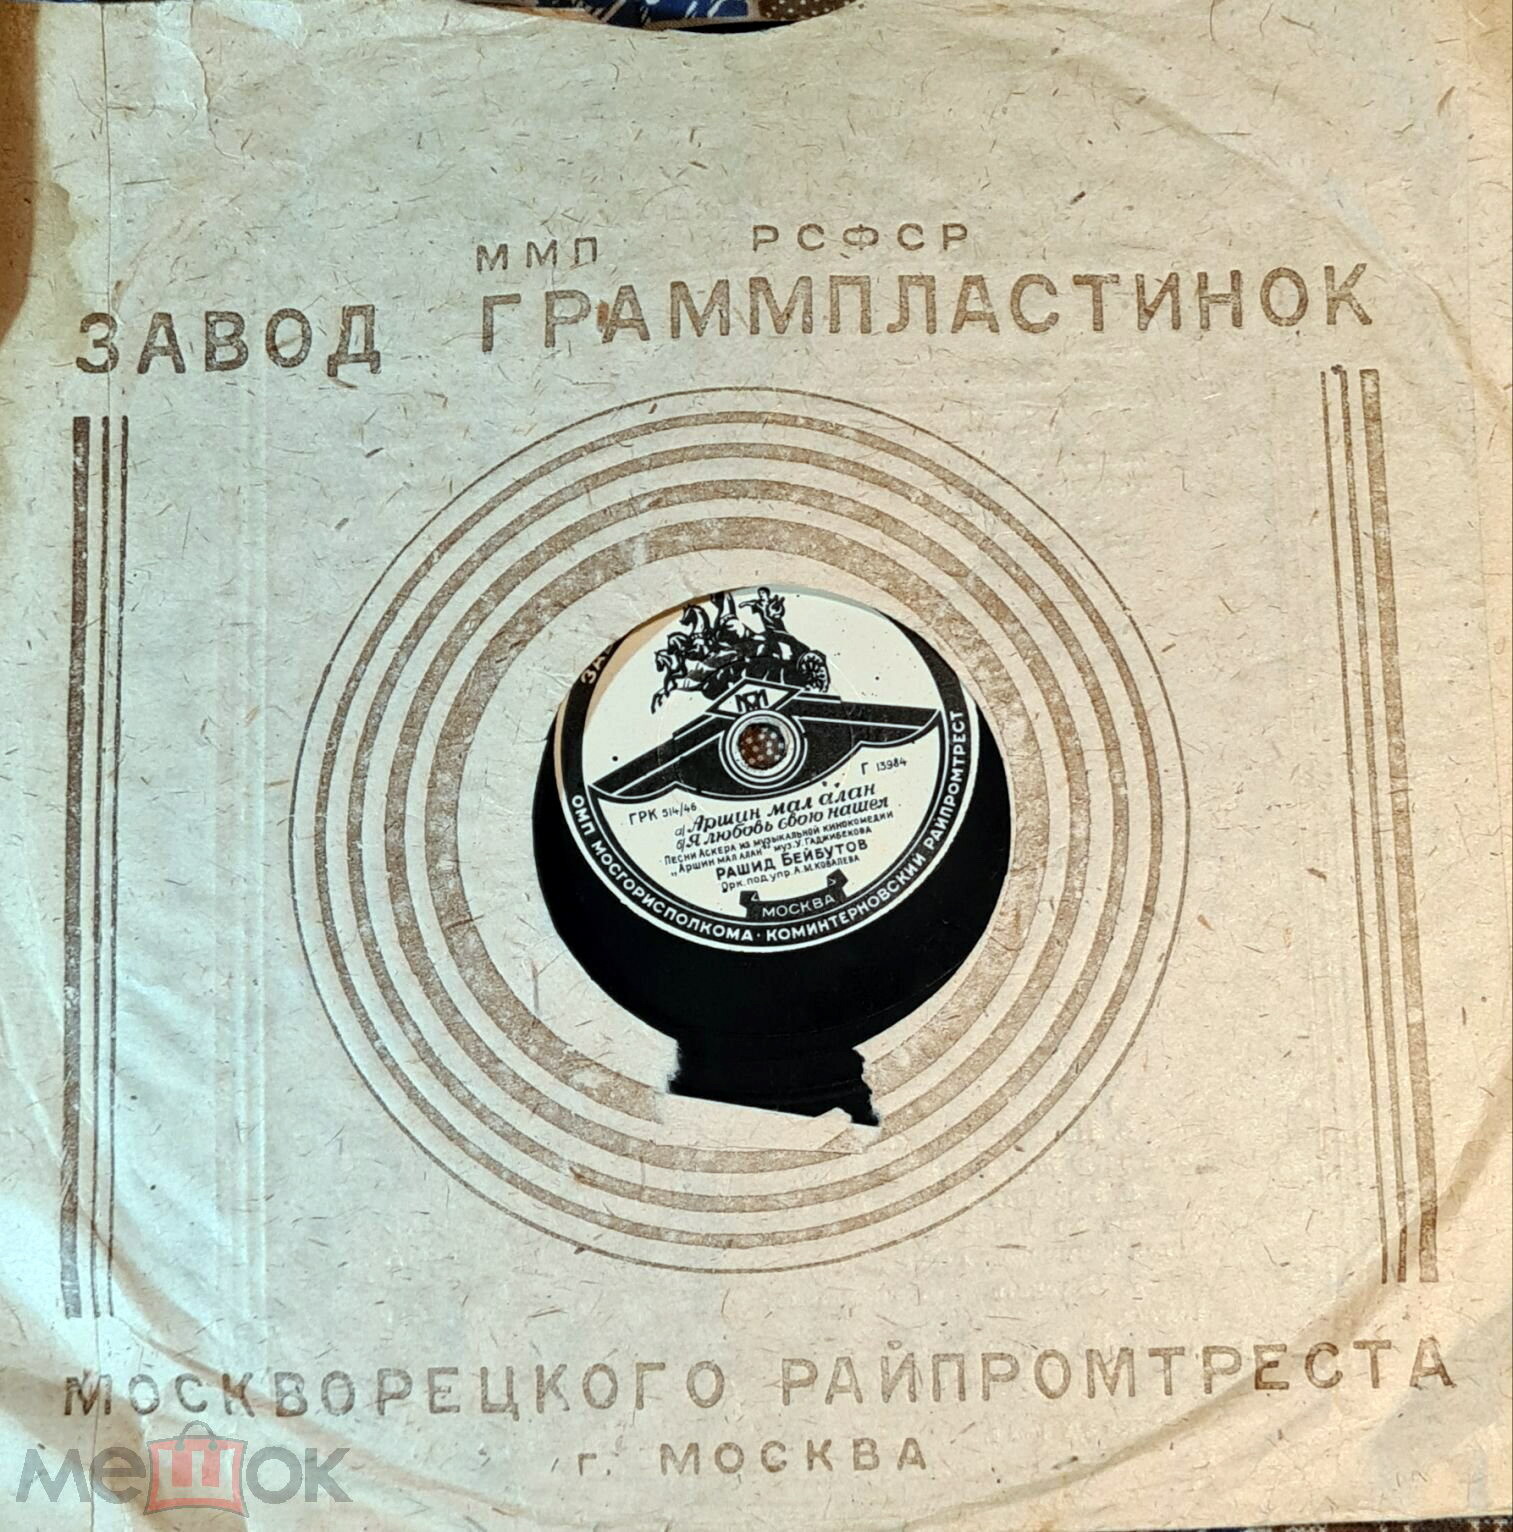 ММП РСФСР
ЗАВОД ГРАММПЛАСТИНОК
ГРК 514/46 Г 13984
а) Аршин мал алан
б) Я любовь свою нашел
Песни Аскера из музыкальной кинокомедии
„Аршин мал алан" муз. У. Гаджибекова
РАШИД БЕЙБУТОВ
Орк. под упр. А. М. Ковалева
МОСКВА
ОМП МОСГОРИСПОЛКОМА · КОМИНТЕРНОВСКИЙ РАЙПРОМТРЕСТ
МОСКВОРЕЦКОГО РАЙПРОМТРЕСТА
г. МОСКВА
мешок